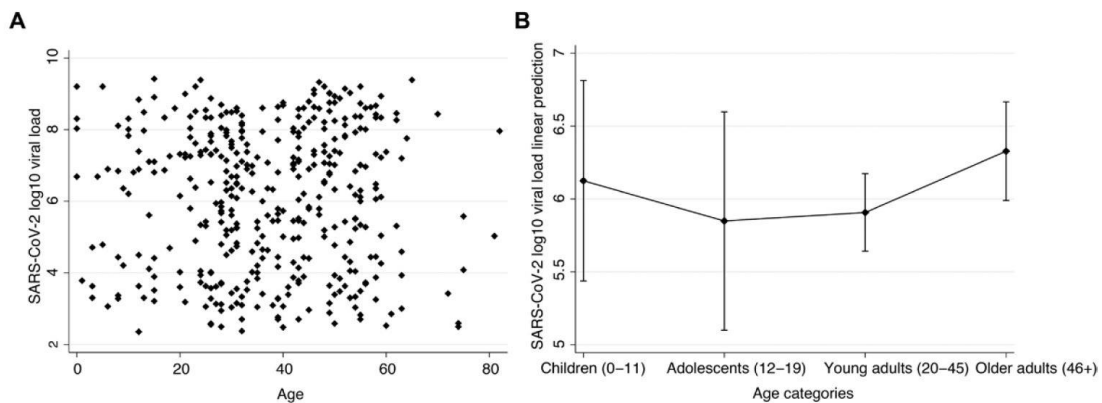 A
SARS-CoV-2 log10 viral load
10
8
6
4
2
0
20
40
60
80
Age
B
SARS-CoV-2 log10 viral load linear prediction
7
6.5
6
5.5
5
Children (0−11)
Adolescents (12−19)
Young adults (20−45)
Older adults (46+)
Age categories